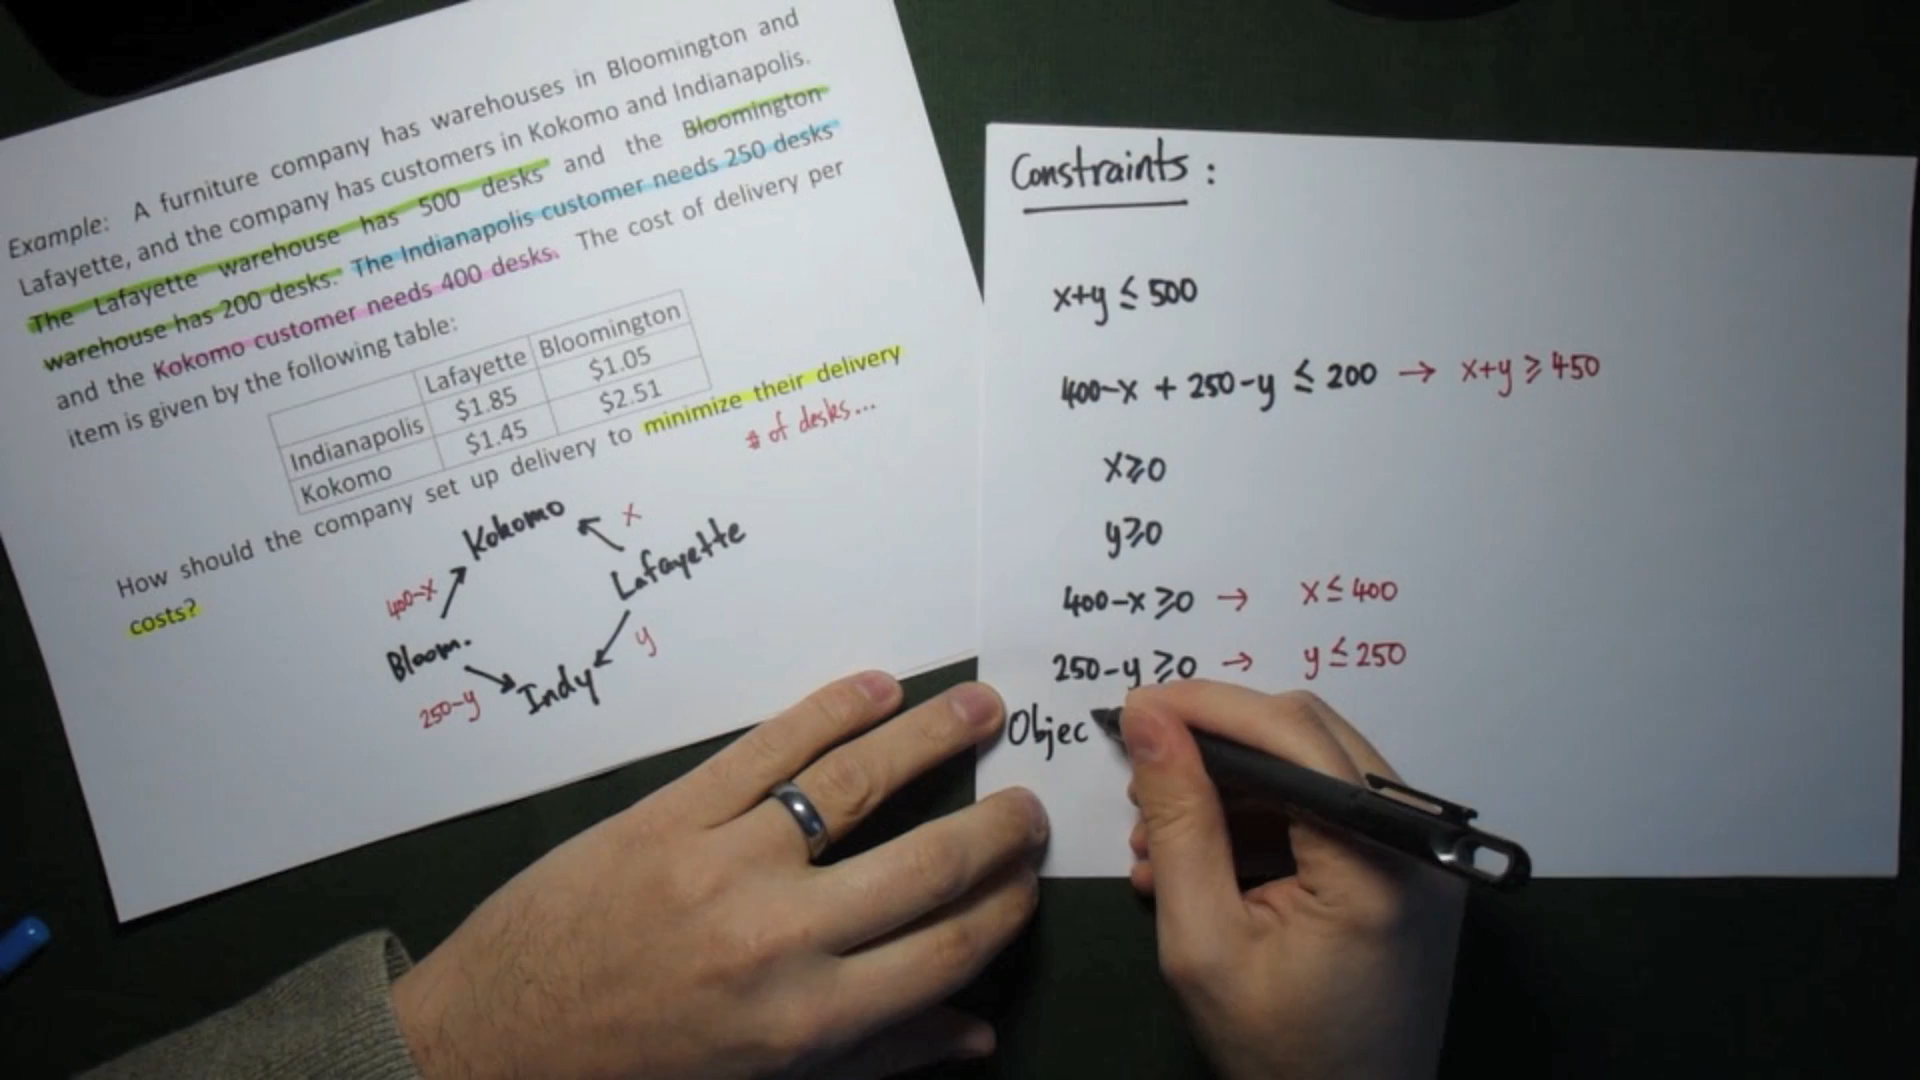 Example: A furniture company has warehouses in Bloomington and
Lafayette, and the company has customers in Kokomo and Indianapolis.
The Lafayette warehouse has 500 desks and the Bloomington
warehouse has 200 desks. The Indianapolis customer needs 250 desks
and the Kokomo customer needs 400 desks. The cost of delivery per
item is given by the following table:
Lafayette Bloomington
Indianapolis $1.85 $1.05
Kokomo $1.45 $2.51
How should the company set up delivery to minimize their delivery
costs?
# of desks...
Kokomo x
400-x Lafayette
Bloom. y
250-y Indy
Constraints:
x+y ≤ 500
400-x + 250-y ≤ 200 → x+y ≥ 450
x≥0
y≥0
400-x ≥0 → x ≤ 400
250-y ≥0 → y ≤ 250
Objec